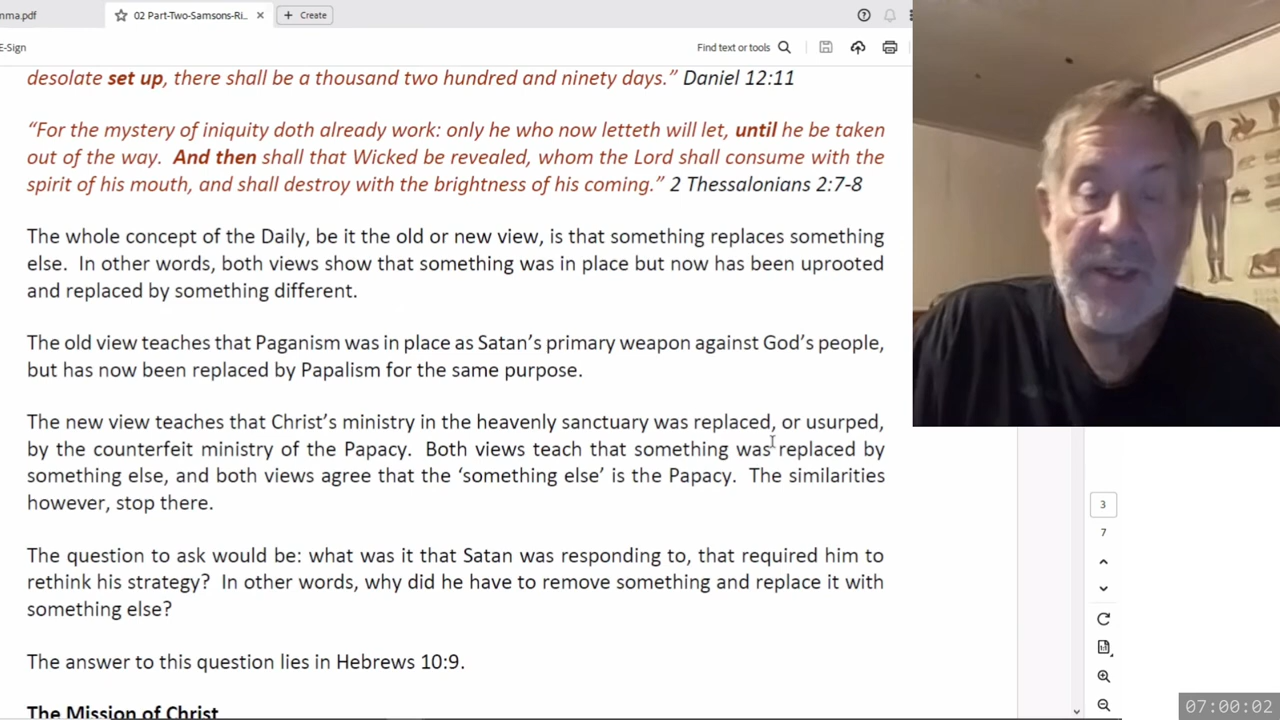 mma.pdf
02 Part-Two-Samsons-Ri...
Create
E-Sign
Find text or tools
desolate set up, there shall be a thousand two hundred and ninety days.” Daniel 12:11
“For the mystery of iniquity doth already work: only he who now letteth will let, until he be taken
out of the way. And then shall that Wicked be revealed, whom the Lord shall consume with the
spirit of his mouth, and shall destroy with the brightness of his coming.” 2 Thessalonians 2:7-8
The whole concept of the Daily, be it the old or new view, is that something replaces something
else. In other words, both views show that something was in place but now has been uprooted
and replaced by something different.
The old view teaches that Paganism was in place as Satan’s primary weapon against God’s people,
but has now been replaced by Papalism for the same purpose.
The new view teaches that Christ’s ministry in the heavenly sanctuary was replaced, or usurped,
by the counterfeit ministry of the Papacy. Both views teach that something was replaced by
something else, and both views agree that the ‘something else’ is the Papacy. The similarities
however, stop there.
The question to ask would be: what was it that Satan was responding to, that required him to
rethink his strategy? In other words, why did he have to remove something and replace it with
something else?
The answer to this question lies in Hebrews 10:9.
The Mission of Christ
3
7
07:00:02